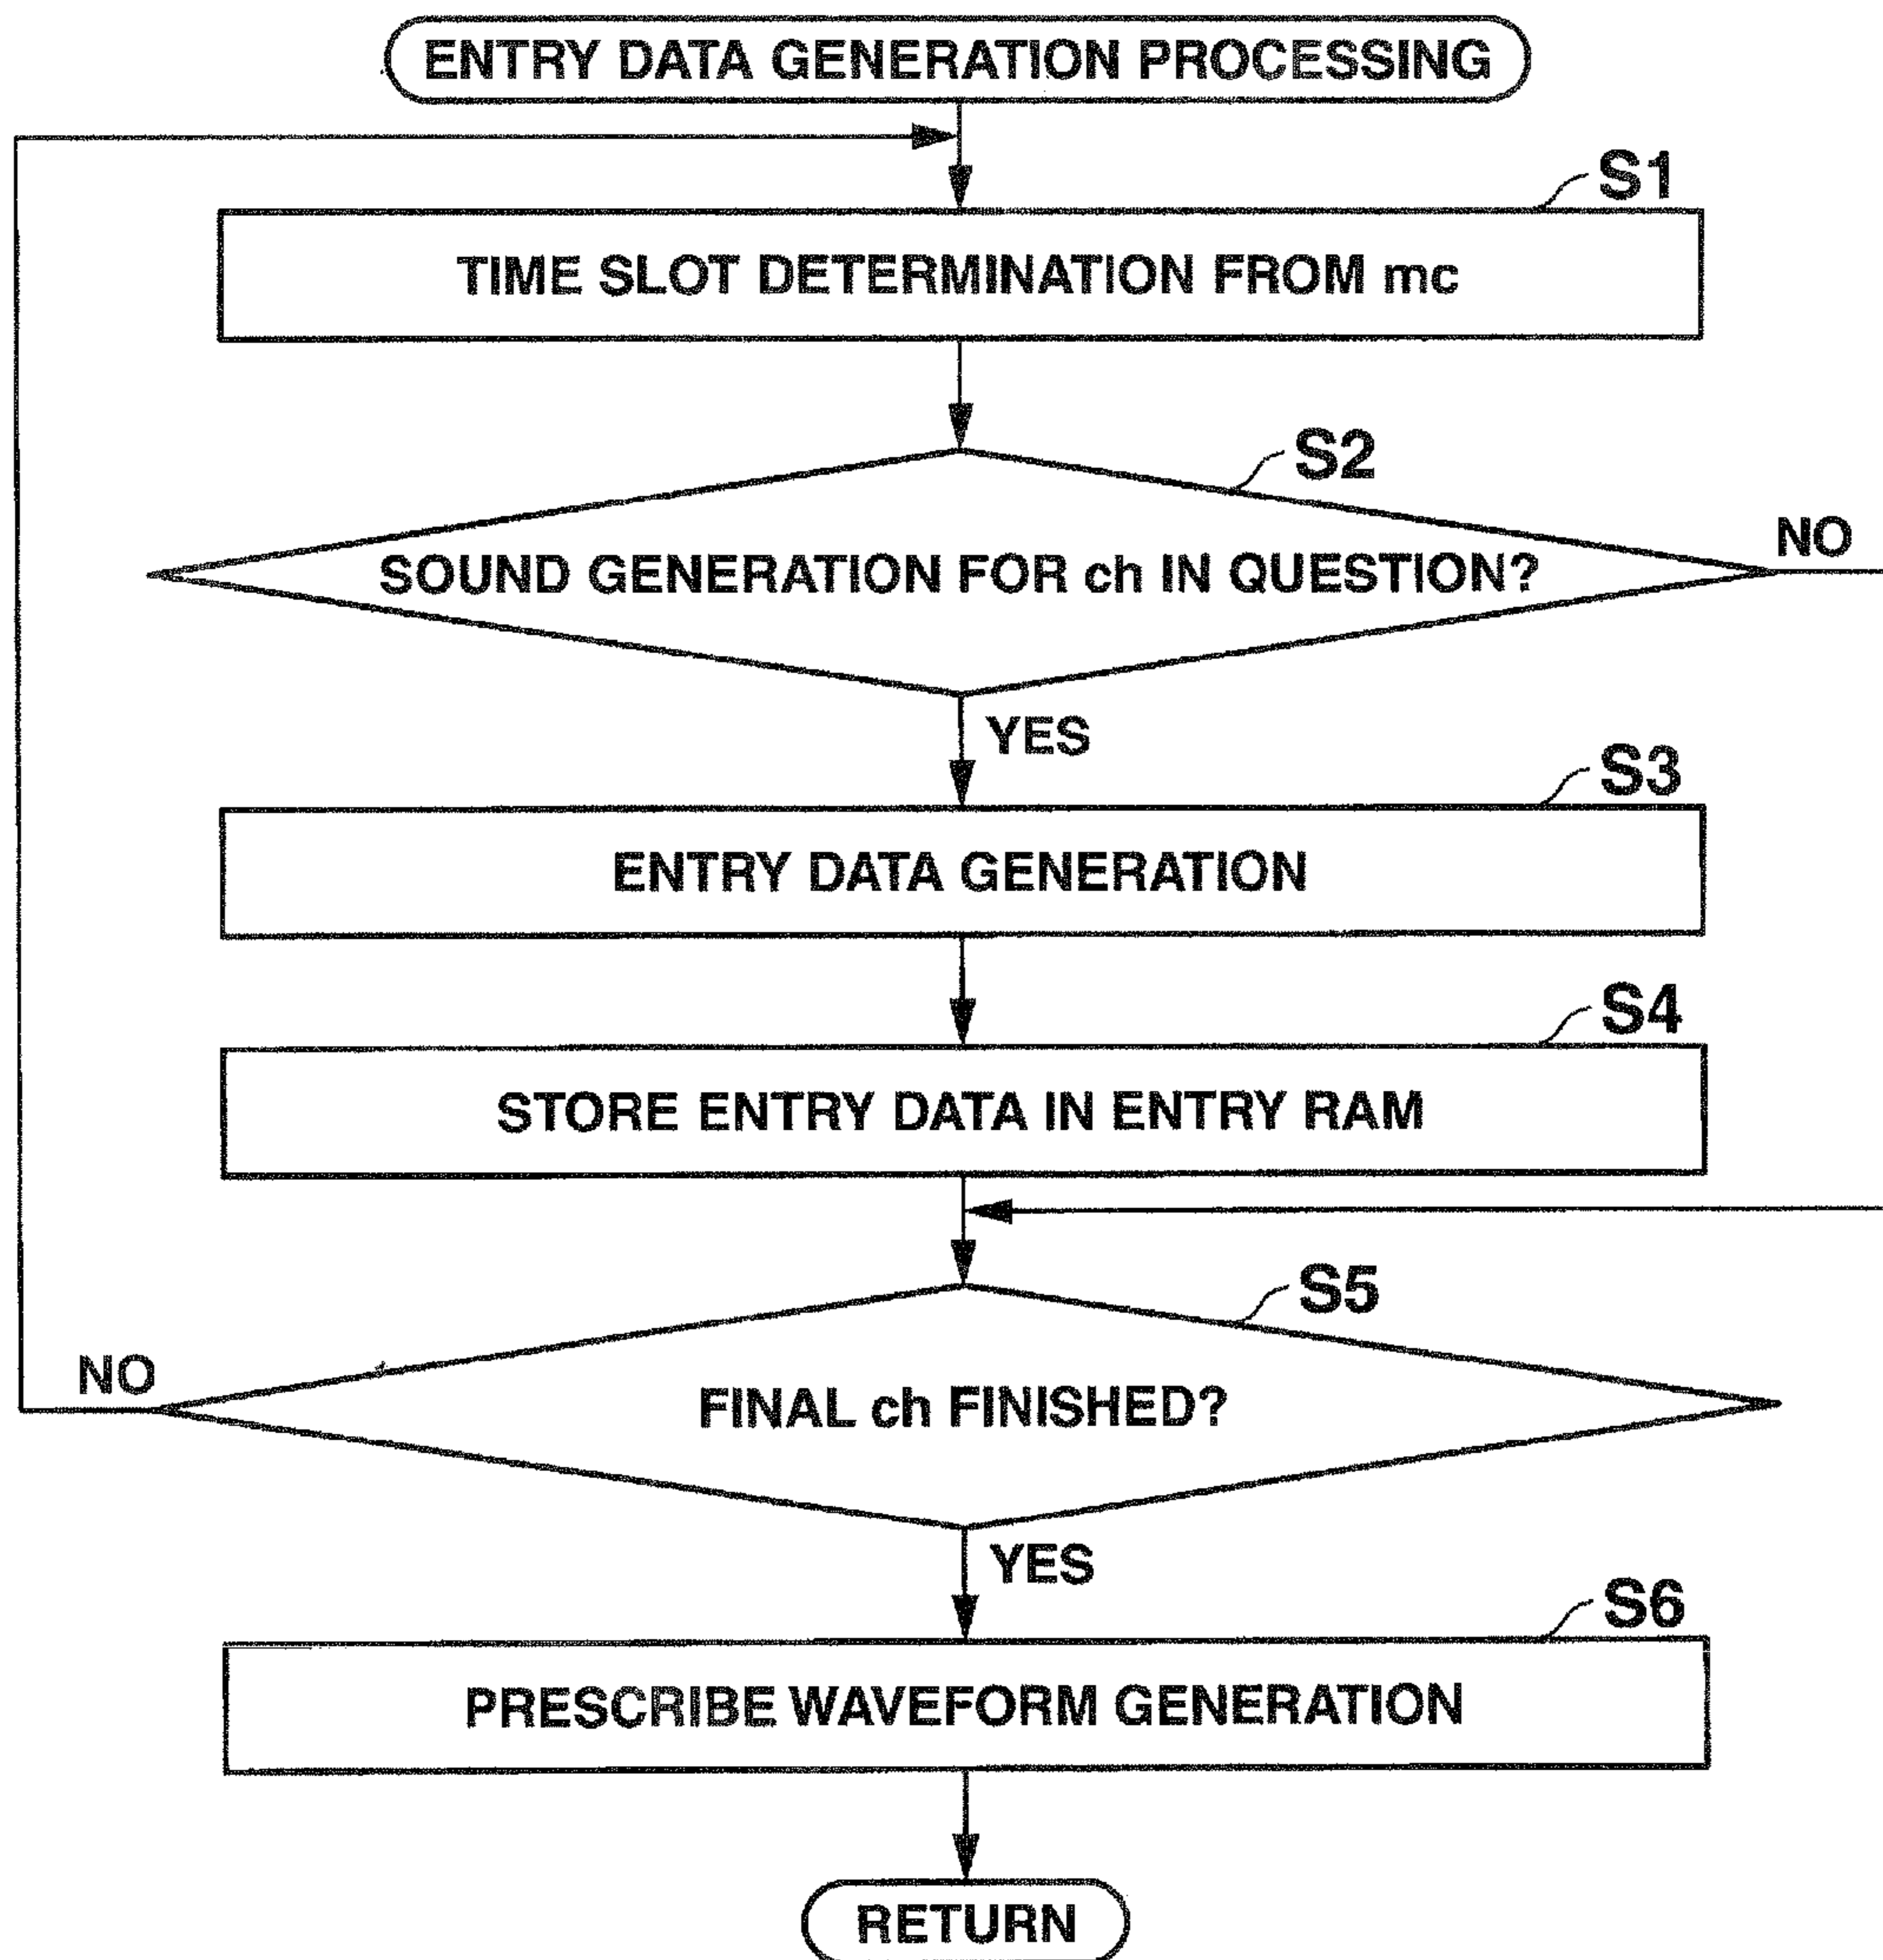 ENTRY DATA GENERATION PROCESSING
S1
TIME SLOT DETERMINATION FROM mc
S2
SOUND GENERATION FOR ch IN QUESTION?
NO
YES
S3
ENTRY DATA GENERATION
S4
STORE ENTRY DATA IN ENTRY RAM
S5
NO
FINAL ch FINISHED?
YES
S6
PRESCRIBE WAVEFORM GENERATION
RETURN